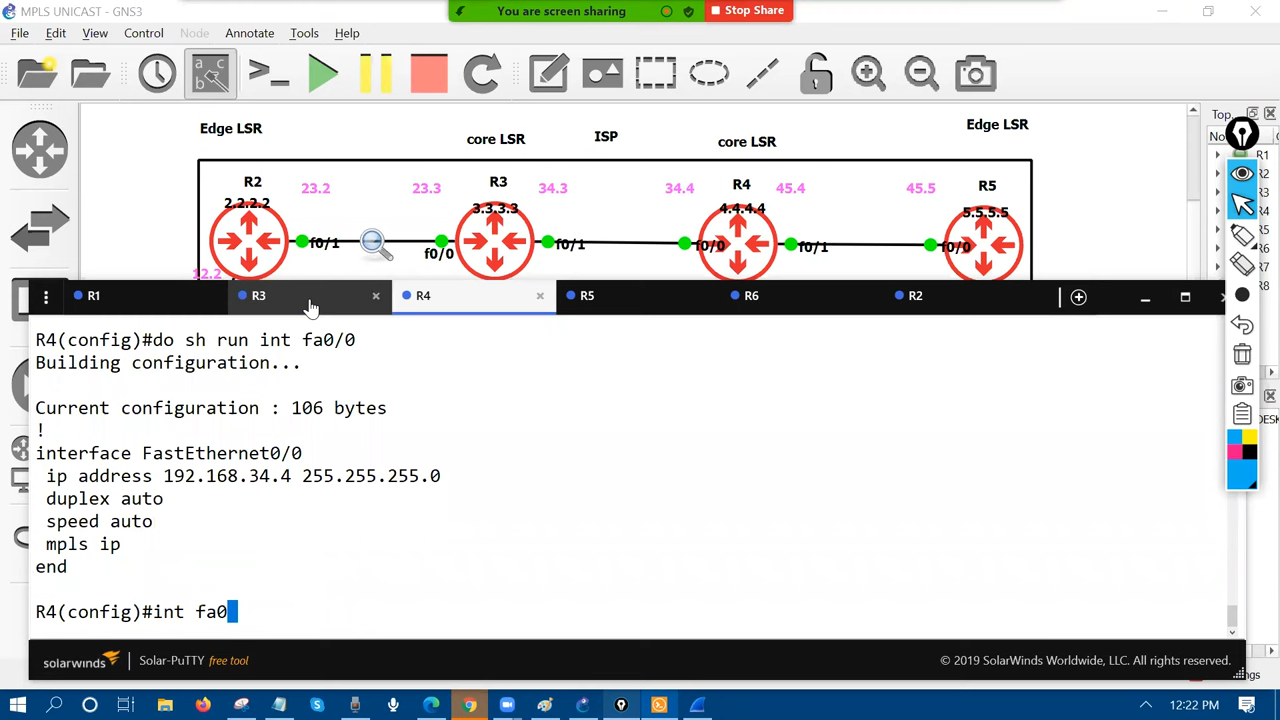 MPLS UNICAST - GNS3
You are screen sharing
Stop Share
File Edit View Control Node Annotate Tools Help
a c
Edge LSR
core LSR
ISP
core LSR
Edge LSR
R2
23.2
23.3
R3
34.3
34.4
R4
45.4
45.5
R5
2.2.2.2
3.3.3.3
4.4.4.4
5.5.5.5
f0/1
f0/0
f0/1
f0/0
f0/1
f0/0
12.2
Top..
No
R1
R1
R3
R4
R5
R6
R2
R4(config)#do sh run int fa0/0
Building configuration...
Current configuration : 106 bytes
!
interface FastEthernet0/0
ip address 192.168.34.4 255.255.255.0
duplex auto
speed auto
mpls ip
end
R4(config)#int fa0
solarwinds
Solar-PuTTY free tool
© 2019 SolarWinds Worldwide, LLC. All rights reserved.
12:22 PM